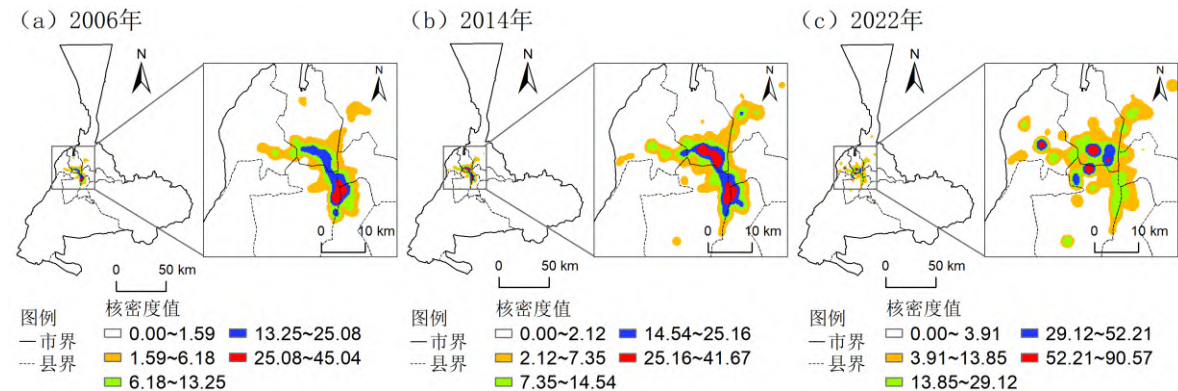 （a）2006年
N
N
0 10 km
0 50 km
图例
市界
县界
核密度值
0.00~1.59
1.59~6.18
6.18~13.25
13.25~25.08
25.08~45.04
（b）2014年
N
N
0 10 km
0 50 km
图例
市界
县界
核密度值
0.00~2.12
2.12~7.35
7.35~14.54
14.54~25.16
25.16~41.67
（c）2022年
N
N
0 10 km
0 50 km
图例
市界
县界
核密度值
0.00~ 3.91
3.91~13.85
13.85~29.12
29.12~52.21
52.21~90.57